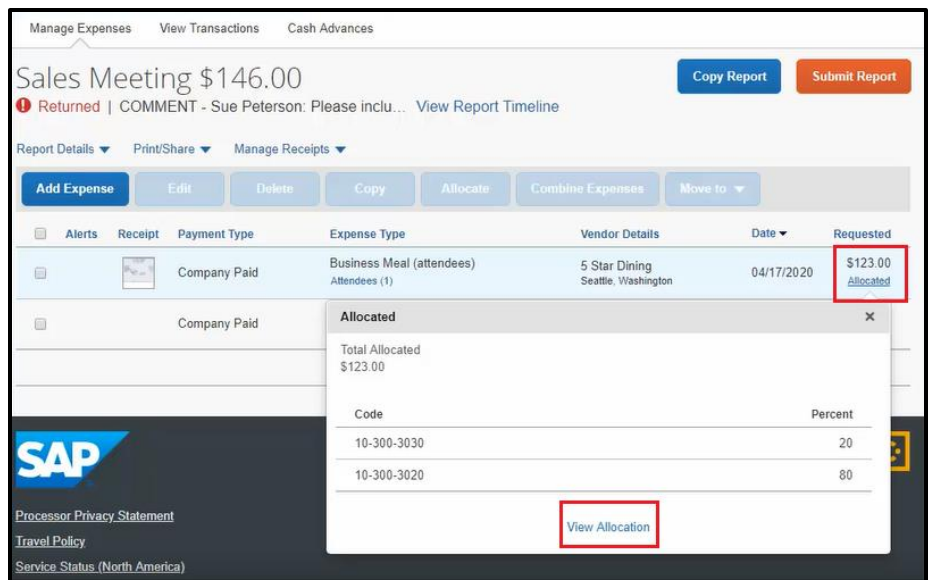 Manage Expenses View Transactions Cash Advances
Sales Meeting $146.00
Copy Report Submit Report
Returned | COMMENT - Sue Peterson: Please inclu... View Report Timeline
Report Details Print/Share Manage Receipts
Add Expense Edit Delete Copy Allocate Combine Expenses Move to
Alerts Receipt Payment Type Expense Type Vendor Details Date Requested
Company Paid Business Meal (attendees) 5 Star Dining 04/17/2020 $123.00
Attendees (1) Seattle, Washington Allocated
Company Paid
Allocated ×
Total Allocated
$123.00
Code Percent
10-300-3030 20
10-300-3020 80
View Allocation
SAP
Processor Privacy Statement
Travel Policy
Service Status (North America)